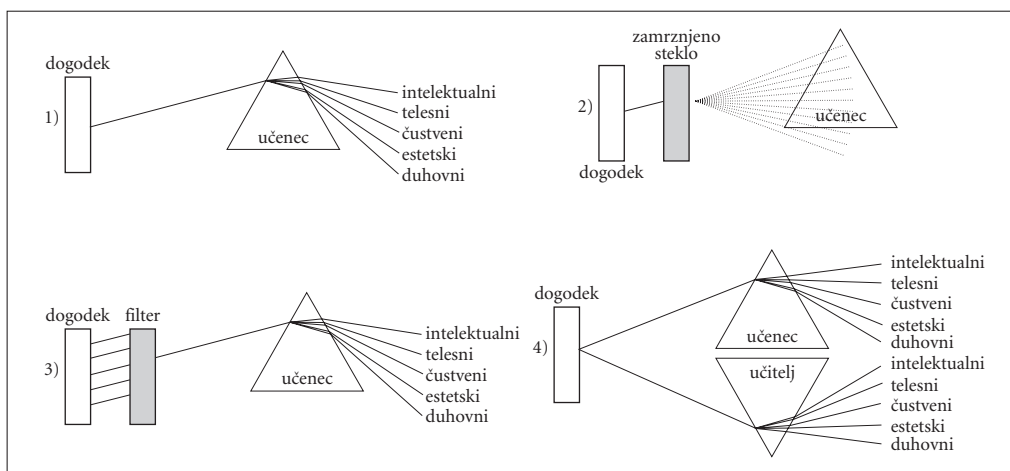 1)
dogodek
učenec
intelektualni
telesni
čustveni
estetski
duhovni
2)
dogodek
zamrznjeno
steklo
učenec
3)
dogodek
filter
učenec
intelektualni
telesni
čustveni
estetski
duhovni
4)
dogodek
učenec
intelektualni
telesni
čustveni
estetski
duhovni
učitelj
intelektualni
telesni
čustveni
estetski
duhovni